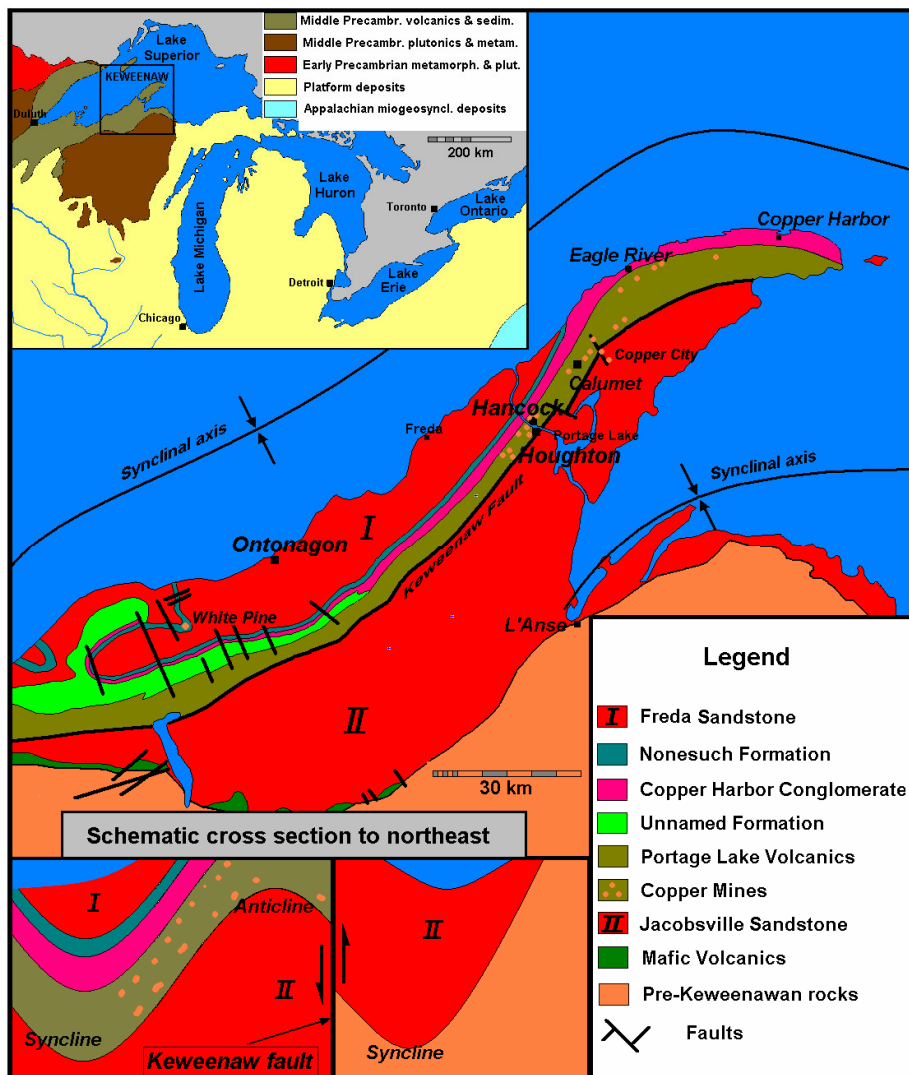 Middle Precambr. volcanics & sedim.
Middle Precambr. plutonics & metam.
Early Precambrian metamorph. & plut.
Platform deposits
Appalachian miogeosyncl. deposits
200 km
Lake
Superior
KEWEENAW
Duluth
Lake
Huron
Toronto
Lake
Ontario
Lake Michigan
Detroit
Lake
Erie
Chicago
Copper Harbor
Eagle River
Copper City
Calumet
Hancock
Portage Lake
Houghton
Freda
Synclinal axis
Synclinal axis
I
Ontonagon
Keweenaw Fault
White Pine
L'Anse
II
30 km
Legend
I Freda Sandstone
Nonesuch Formation
Copper Harbor Conglomerate
Unnamed Formation
Portage Lake Volcanics
Copper Mines
II Jacobsville Sandstone
Mafic Volcanics
Pre-Keweenawan rocks
Faults
Schematic cross section to northeast
I
Anticline
II
II
Syncline
Syncline
Keweenaw fault